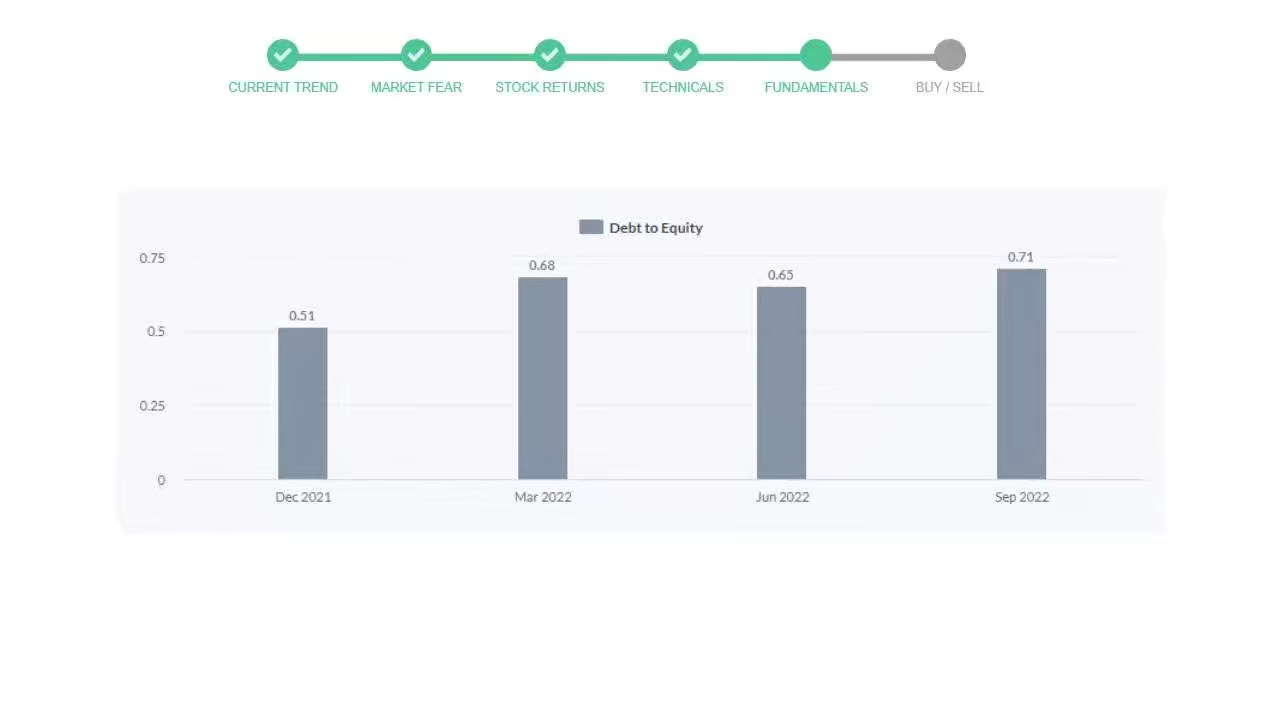 CURRENT TREND MARKET FEAR STOCK RETURNS TECHNICALS FUNDAMENTALS BUY / SELL
Debt to Equity
0.75
0.5
0.25
0
0.51
0.68
0.65
0.71
Dec 2021 Mar 2022 Jun 2022 Sep 2022